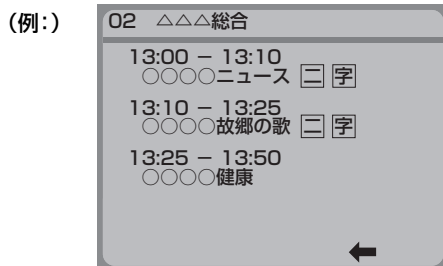 (例:)
02 △△△総合
13:00 － 13:10
○○○○ニュース 二 字
13:10 － 13:25
○○○○故郷の歌 二 字
13:25 － 13:50
○○○○健康